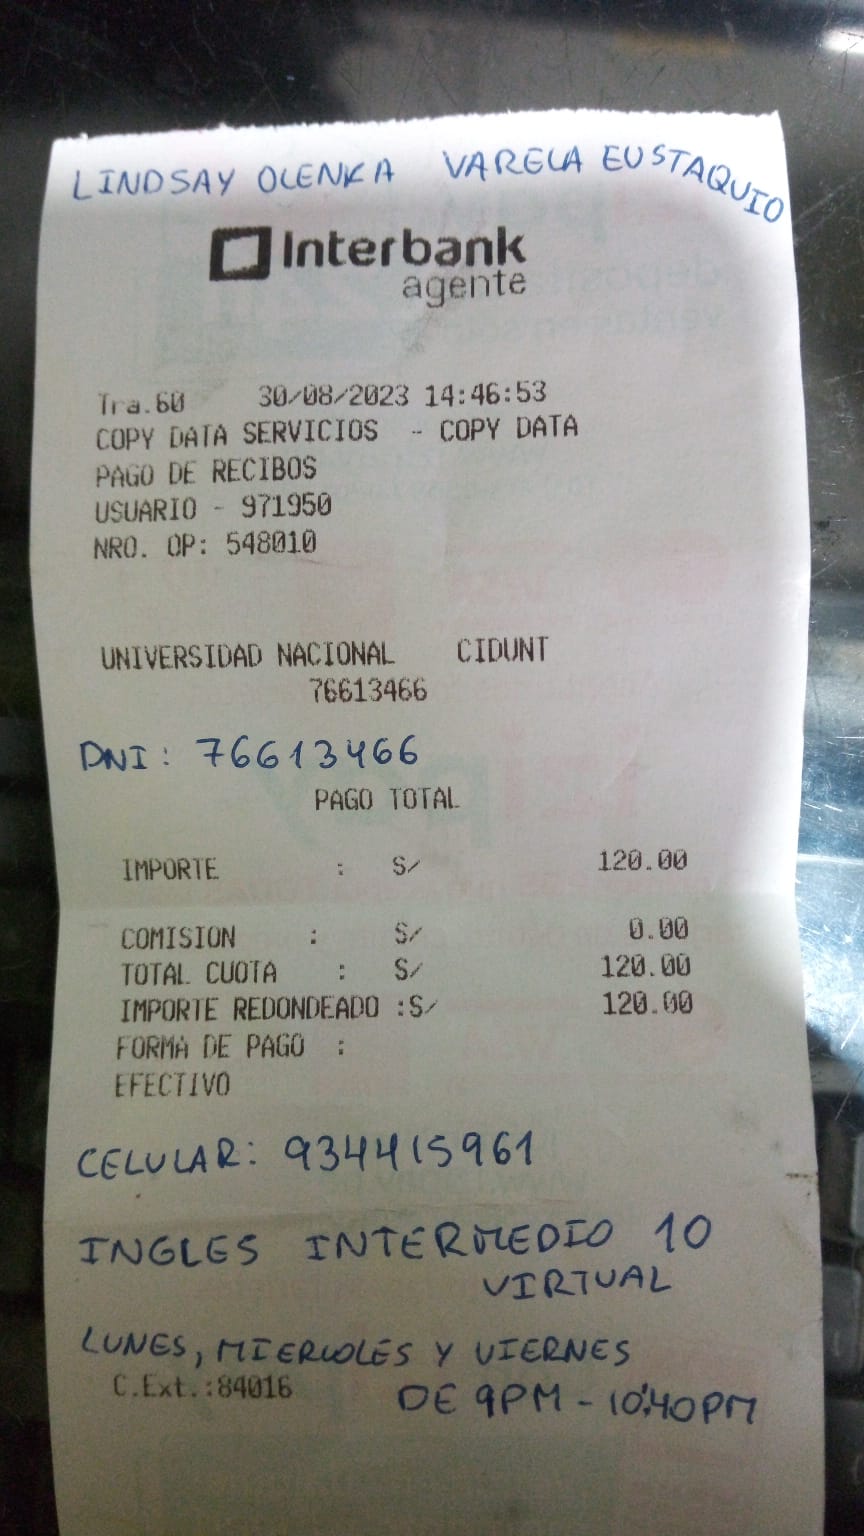 LINDSAY OLENKA VARELA EUSTAQUIO
Interbank
agente
Tra.60 30/08/2023 14:46:53
COPY DATA SERVICIOS - COPY DATA
PAGO DE RECIBOS
USUARIO - 971950
NRO. OP: 548010
UNIVERSIDAD NACIONAL CIDUNT
76613466
DNI: 76613466
PAGO TOTAL
IMPORTE : S/ 120.00
COMISION : S/ 0.00
TOTAL CUOTA : S/ 120.00
IMPORTE REDONDEADO :S/ 120.00
FORMA DE PAGO :
EFECTIVO
CELULAR: 934415961
INGLES INTERMEDIO 10
VIRTUAL
LUNES, MIERCOLES Y VIERNES
C.Ext.:84016 DE 9PM - 10:40PM